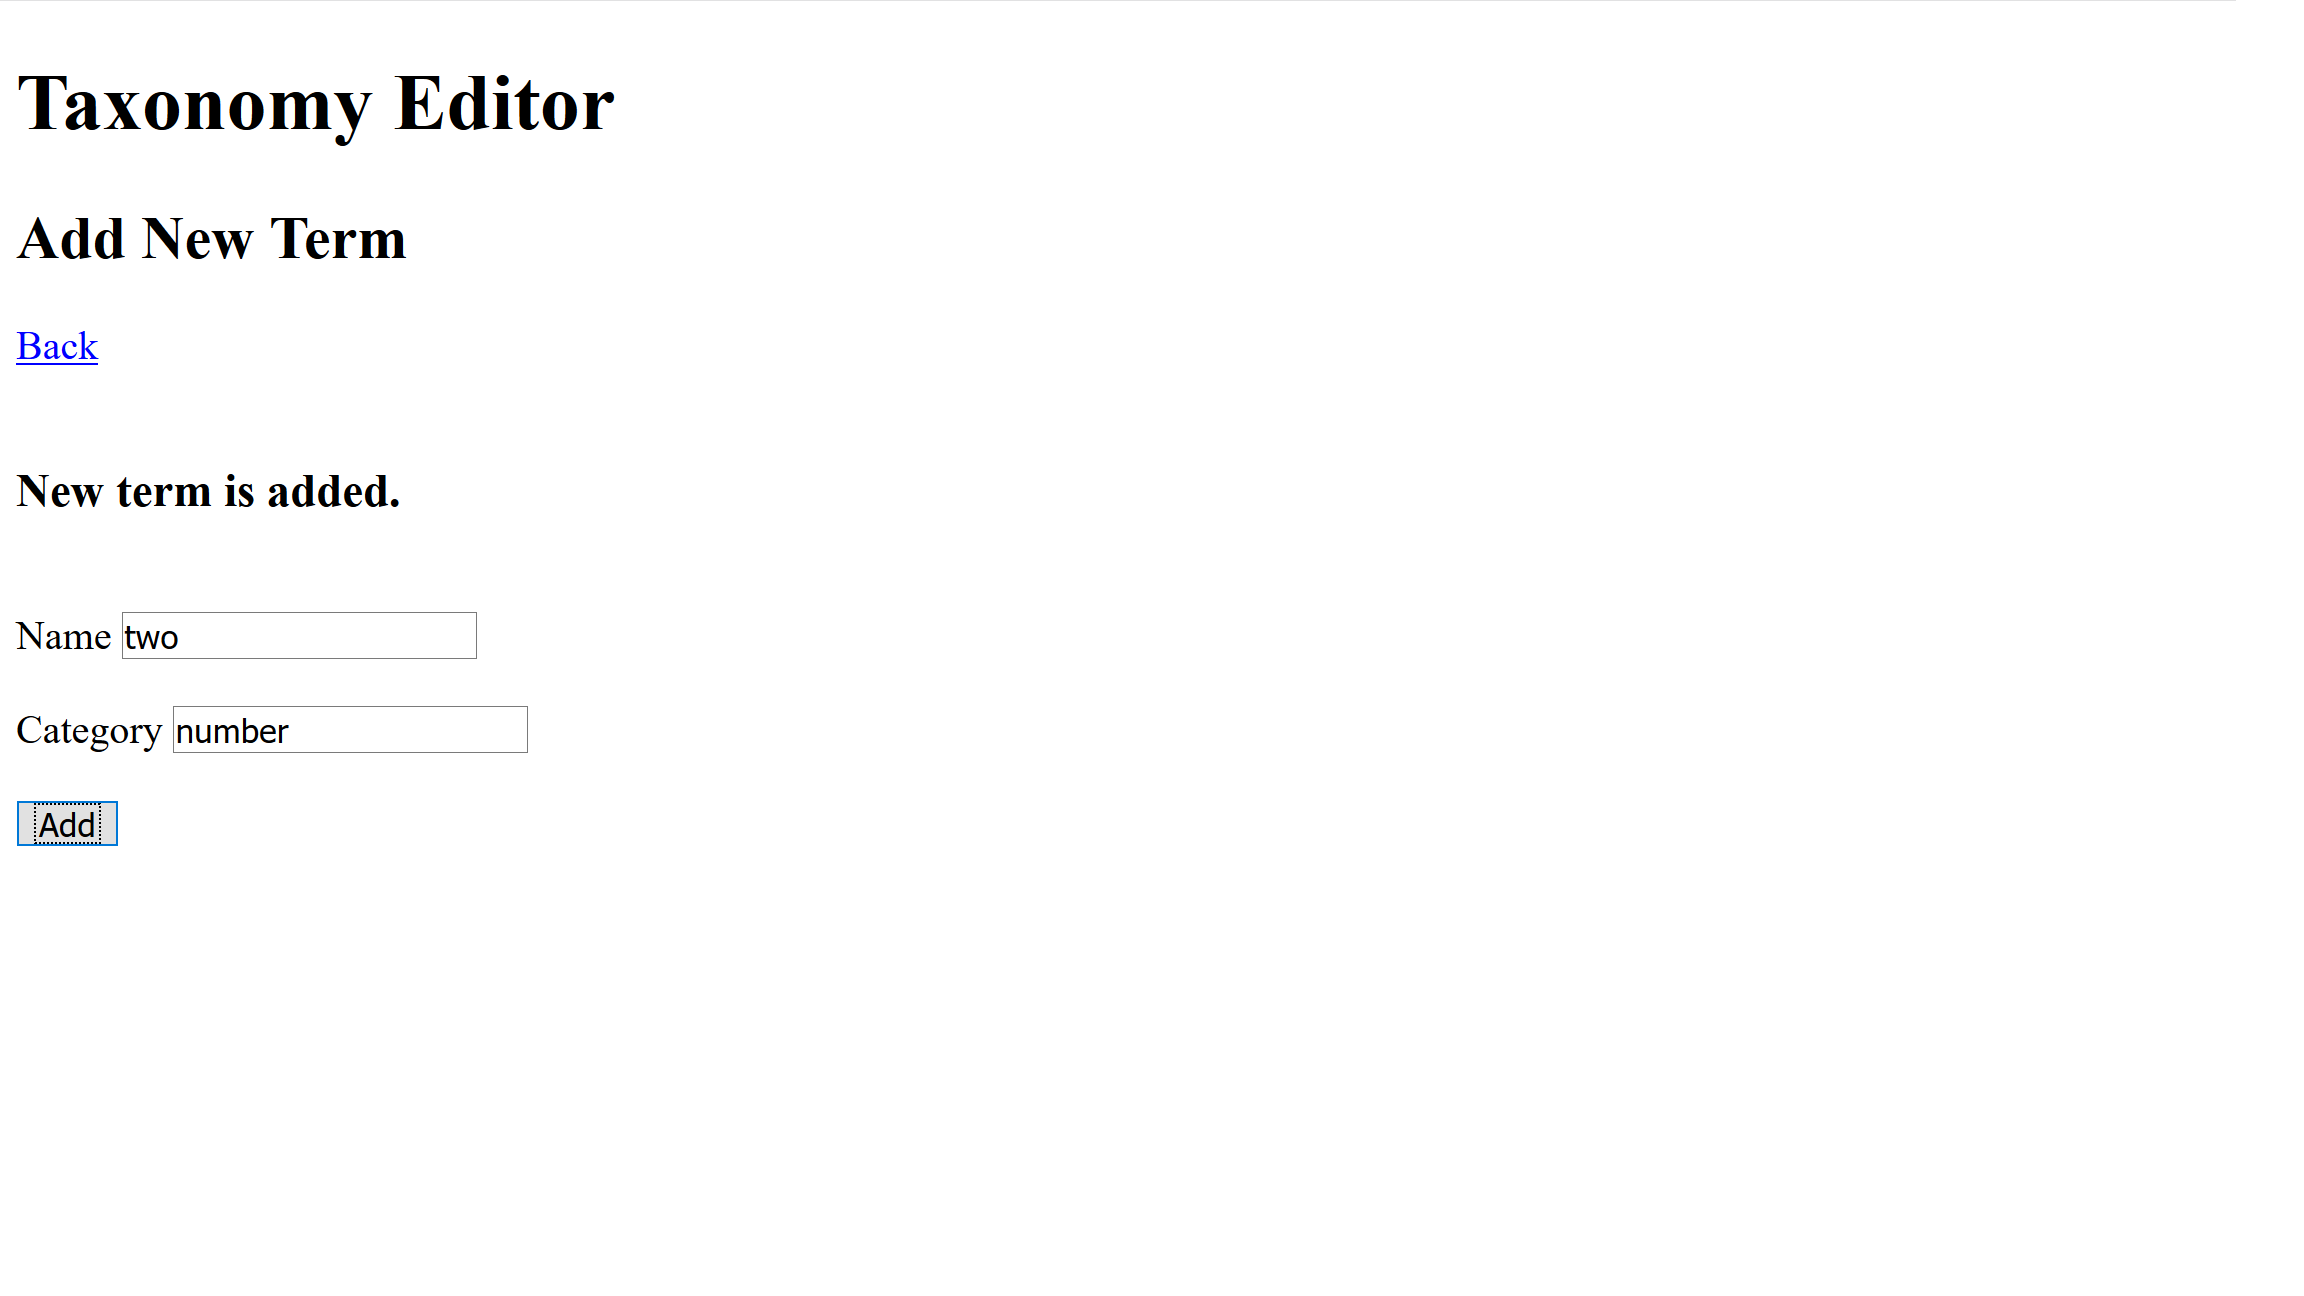 Taxonomy Editor
Add New Term
Back
New term is added.
Name two
Category number
Add